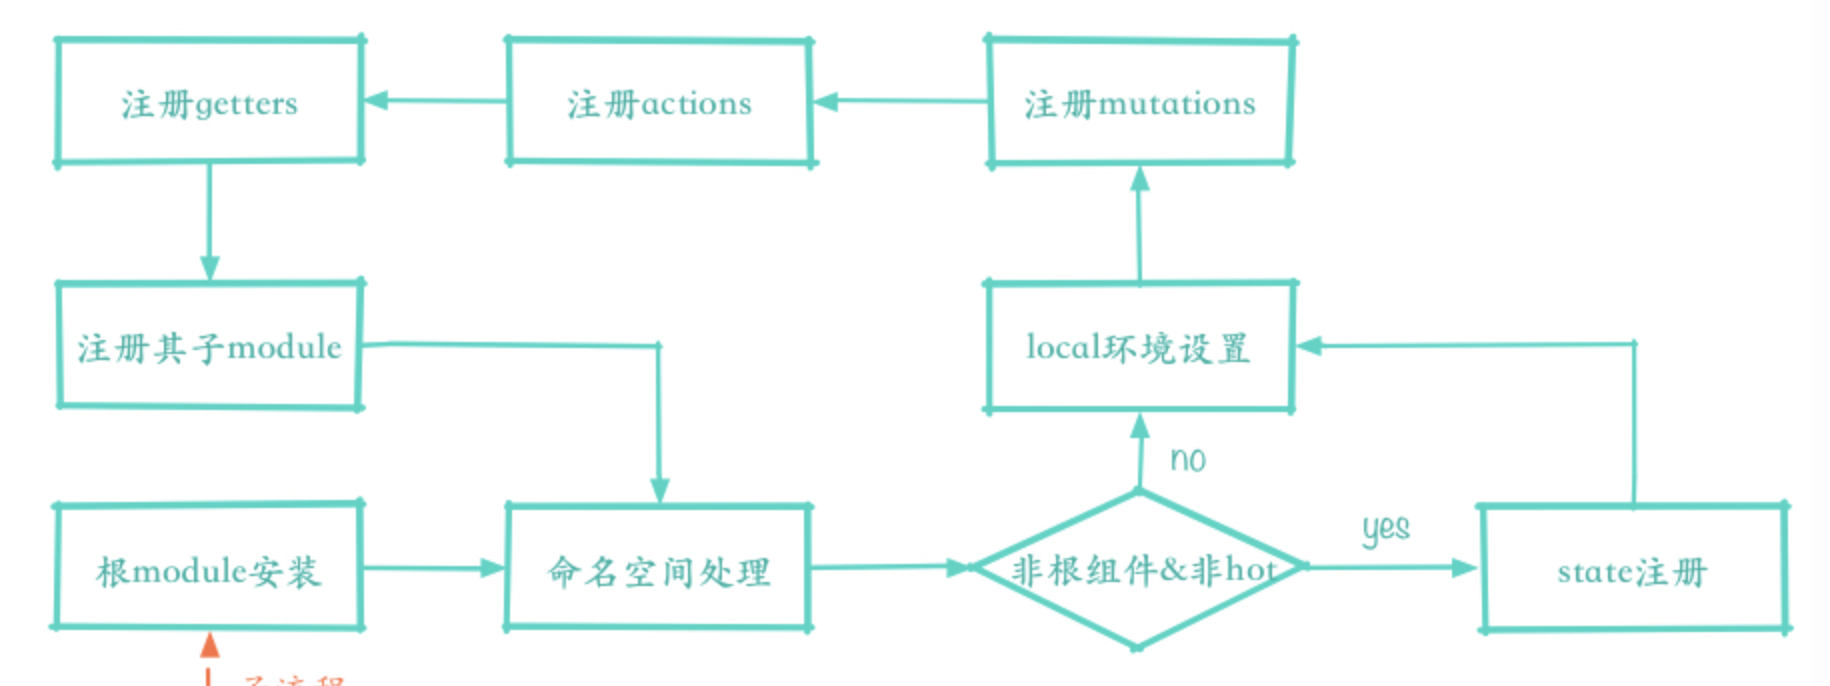 注册getters
注册actions
注册mutations
注册其子module
local环境设置
no
yes
根module安装
命名空间处理
非根组件&非hot
state注册